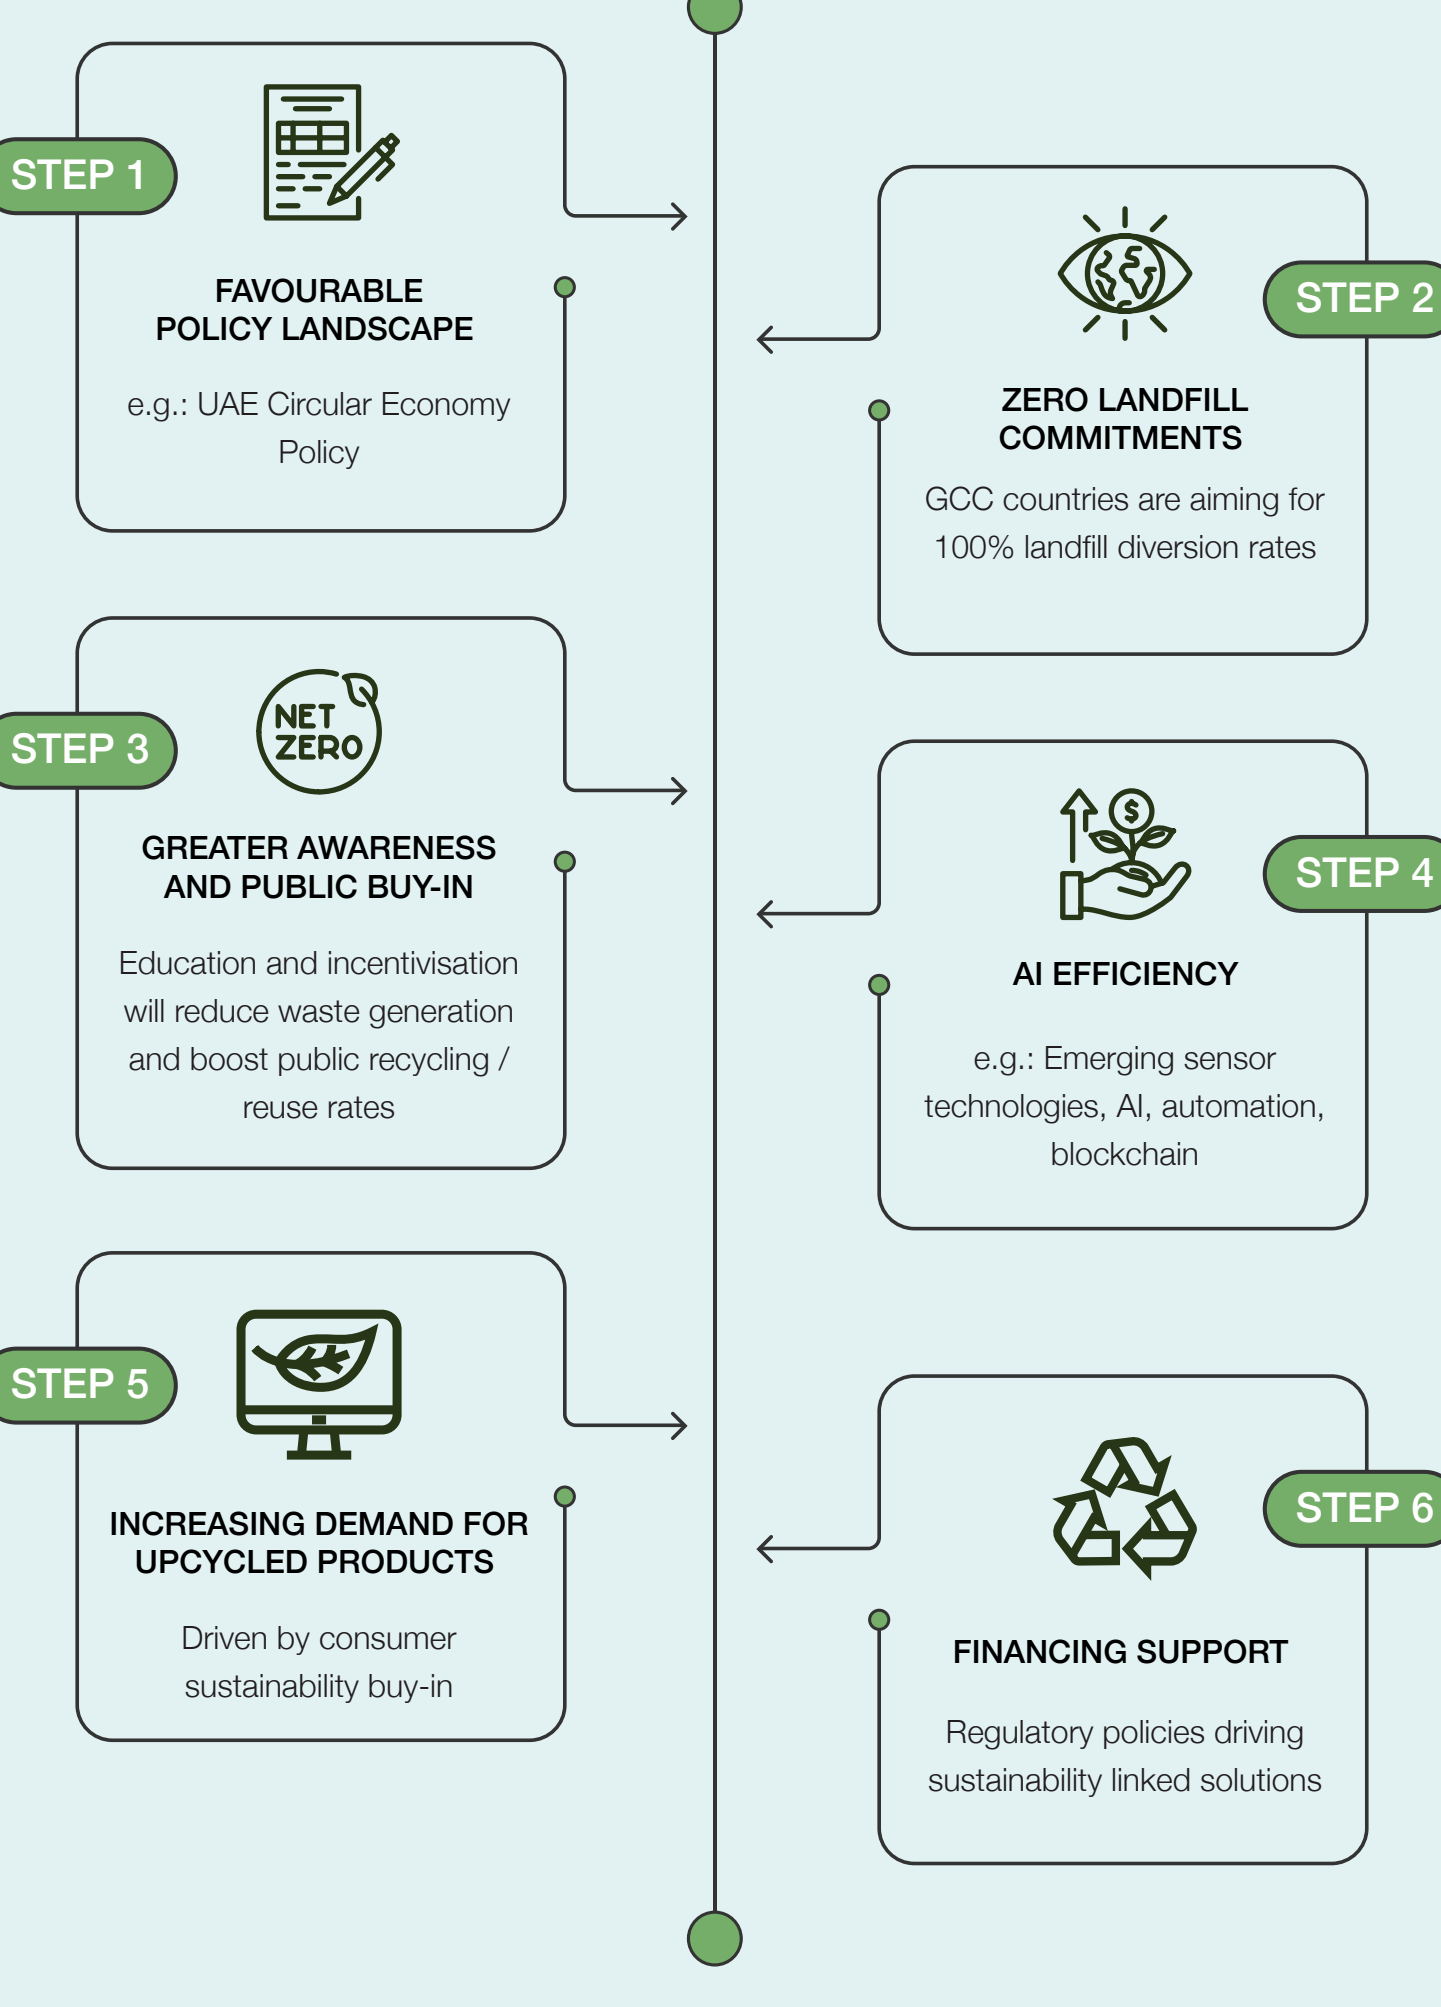 STEP 1
FAVOURABLE
POLICY LANDSCAPE
e.g.: UAE Circular Economy
Policy
STEP 2
ZERO LANDFILL
COMMITMENTS
GCC countries are aiming for
100% landfill diversion rates
STEP 3
NET
ZERO
GREATER AWARENESS
AND PUBLIC BUY-IN
Education and incentivisation
will reduce waste generation
and boost public recycling /
reuse rates
STEP 4
$
AI EFFICIENCY
e.g.: Emerging sensor
technologies, AI, automation,
blockchain
STEP 5
INCREASING DEMAND FOR
UPCYCLED PRODUCTS
Driven by consumer
sustainability buy-in
STEP 6
FINANCING SUPPORT
Regulatory policies driving
sustainability linked solutions